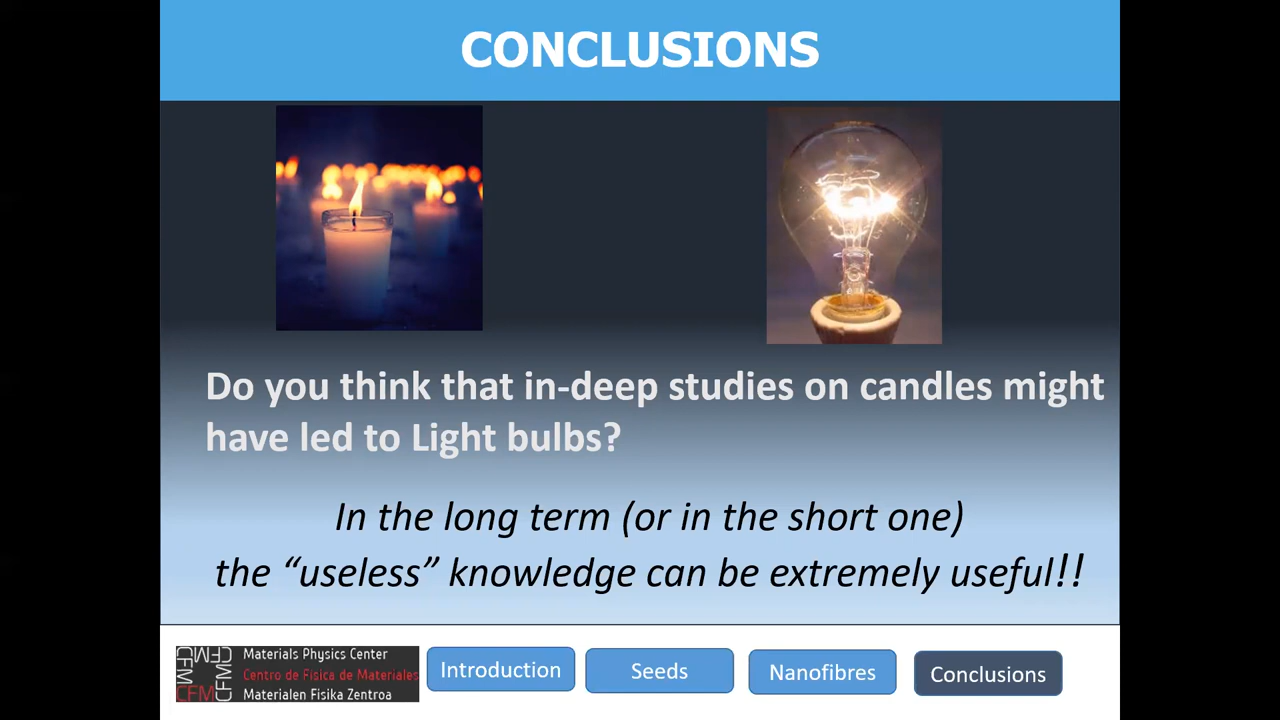 CONCLUSIONS
Do you think that in-deep studies on candles might
have led to Light bulbs?
In the long term (or in the short one)
the “useless” knowledge can be extremely useful!!
CFM
Materials Physics Center
Centro de Física de Materiales
Materialen Fisika Zentroa
Introduction
Seeds
Nanofibres
Conclusions